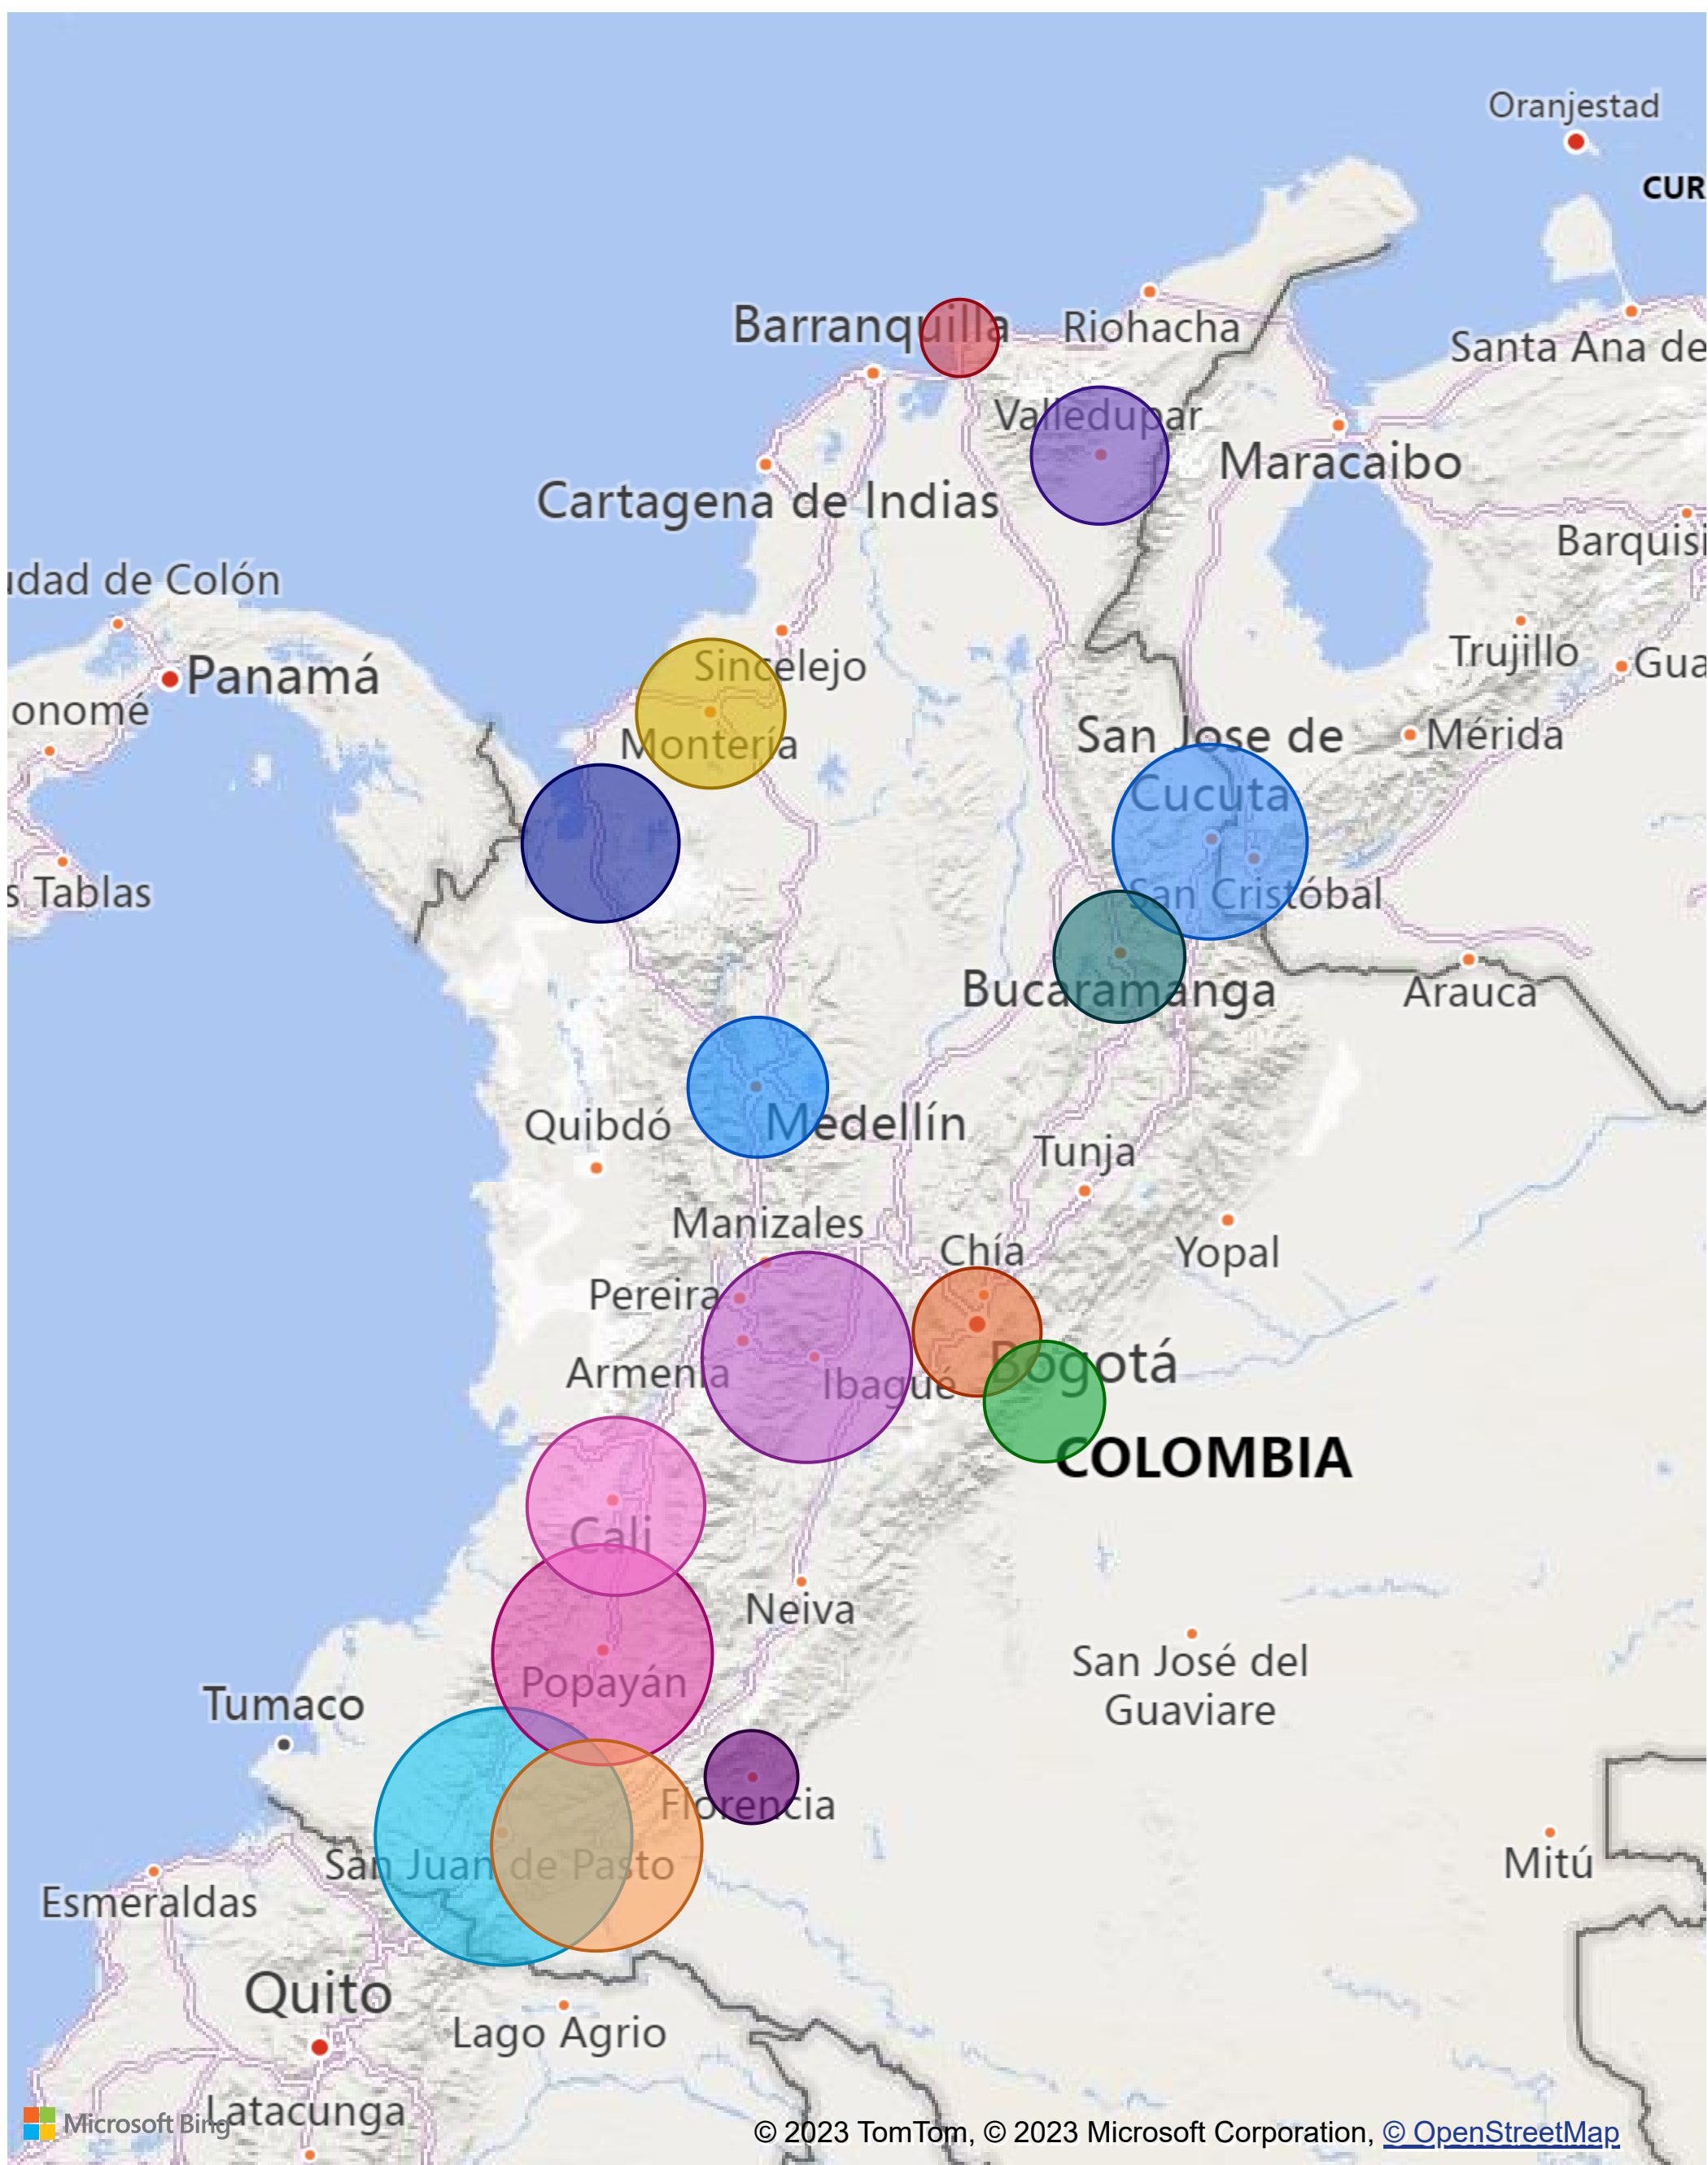 Oranjestad
CUR
Barranquilla
Riohacha
Santa Ana de
Valledupar
Maracaibo
Cartagena de Indias
Barquisi
udad de Colón
Trujillo
Gua
Sincelejo
Panamá
onomé
San Jose de
Cucuta
Mérida
Montería
s Tablas
San Cristóbal
Bucaramanga
Arauca
Quibdó
Medellín
Tunja
Manizales
Chía
Yopal
Pereira
Bogotá
Armenia
Ibagué
COLOMBIA
Cali
Neiva
San José del
Guaviare
Popayán
Tumaco
Florencia
San Juan de Pasto
Mitú
Esmeraldas
Quito
Lago Agrio
Latacunga
Microsoft Bing
© 2023 TomTom, © 2023 Microsoft Corporation, © OpenStreetMap